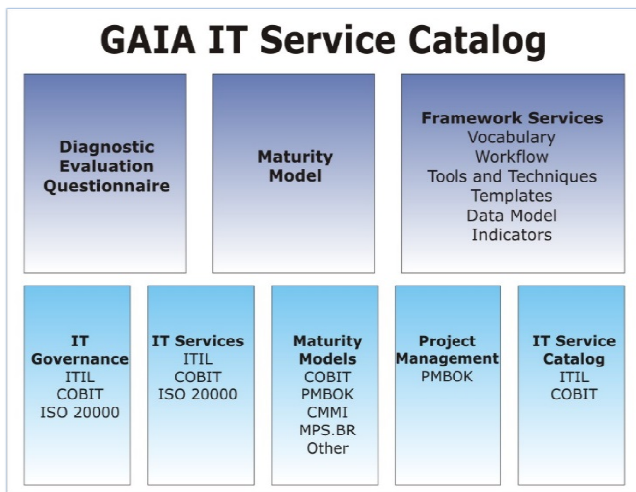 GAIA IT Service Catalog
Diagnostic
Evaluation
Questionnaire
Maturity
Model
Framework Services
Vocabulary
Workflow
Tools and Techniques
Templates
Data Model
Indicators
IT
Governance
ITIL
COBIT
ISO 20000
IT Services
ITIL
COBIT
ISO 20000
Maturity
Models
COBIT
PMBOK
CMMI
MPS.BR
Other
Project
Management
PMBOK
IT Service
Catalog
ITIL
COBIT